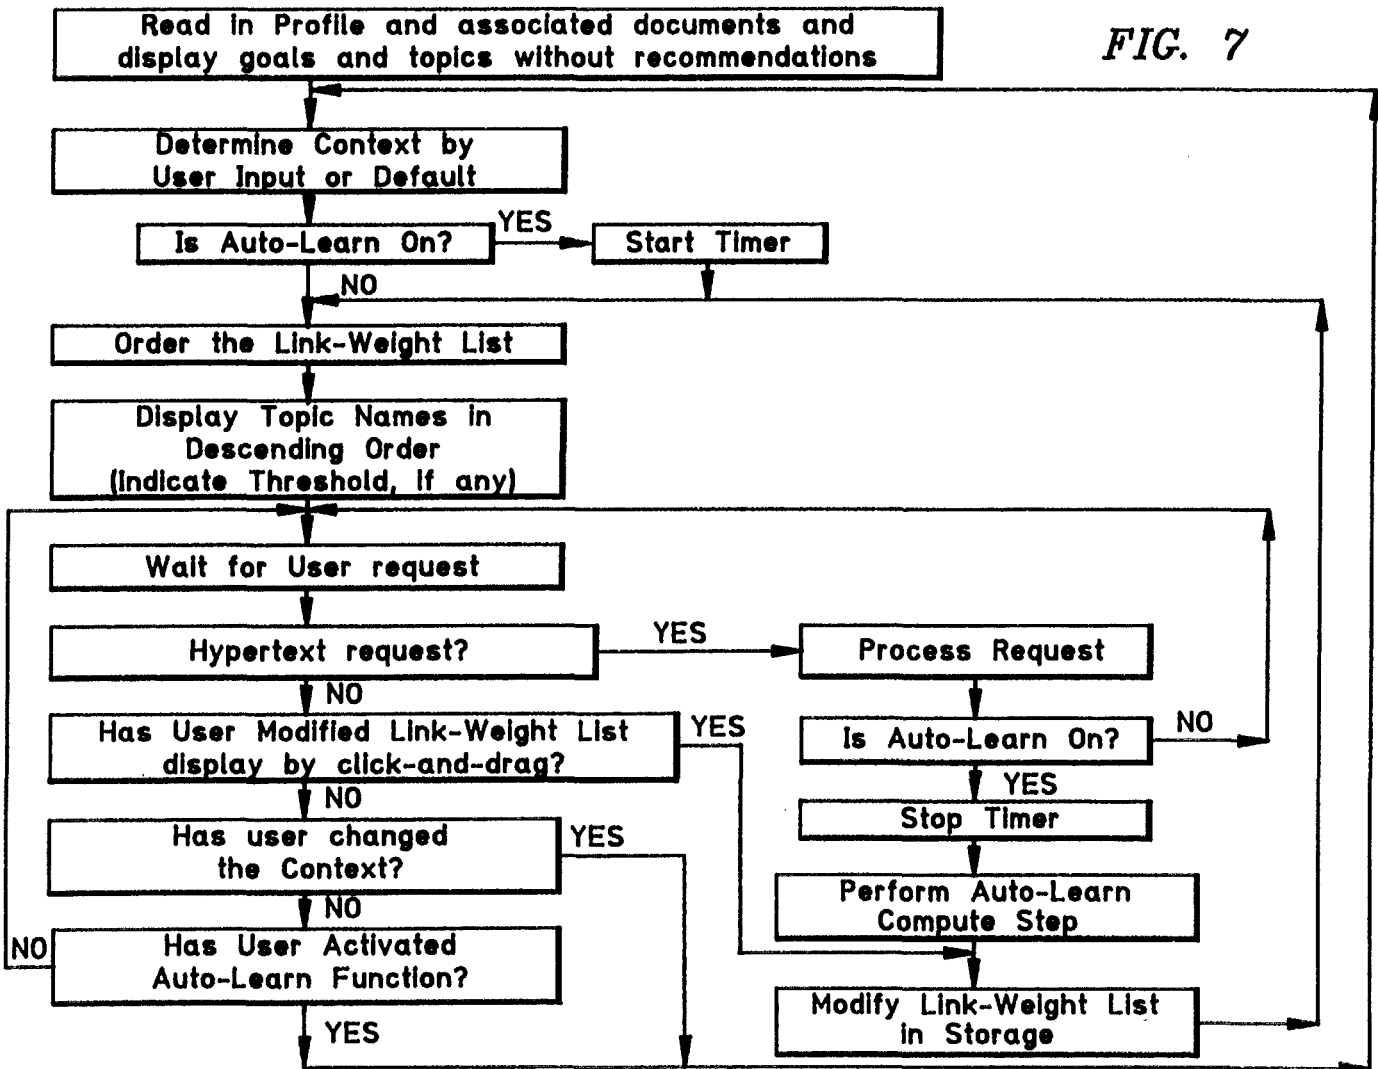 Read in Profile and associated documents and
display goals and topics without recommendations
FIG. 7
Determine Context by
User Input or Default
Is Auto-Learn On?
YES
Start Timer
NO
Order the Link-Weight List
Display Topic Names in
Descending Order
(Indicate Threshold, if any)
Wait for User request
Hypertext request?
YES
Process Request
NO
Has User Modified Link-Weight List
display by click-and-drag?
YES
Is Auto-Learn On?
NO
NO
YES
Stop Timer
Has user changed
the Context?
YES
Perform Auto-Learn
Compute Step
NO
Has User Activated
Auto-Learn Function?
NO
YES
Modify Link-Weight List
in Storage